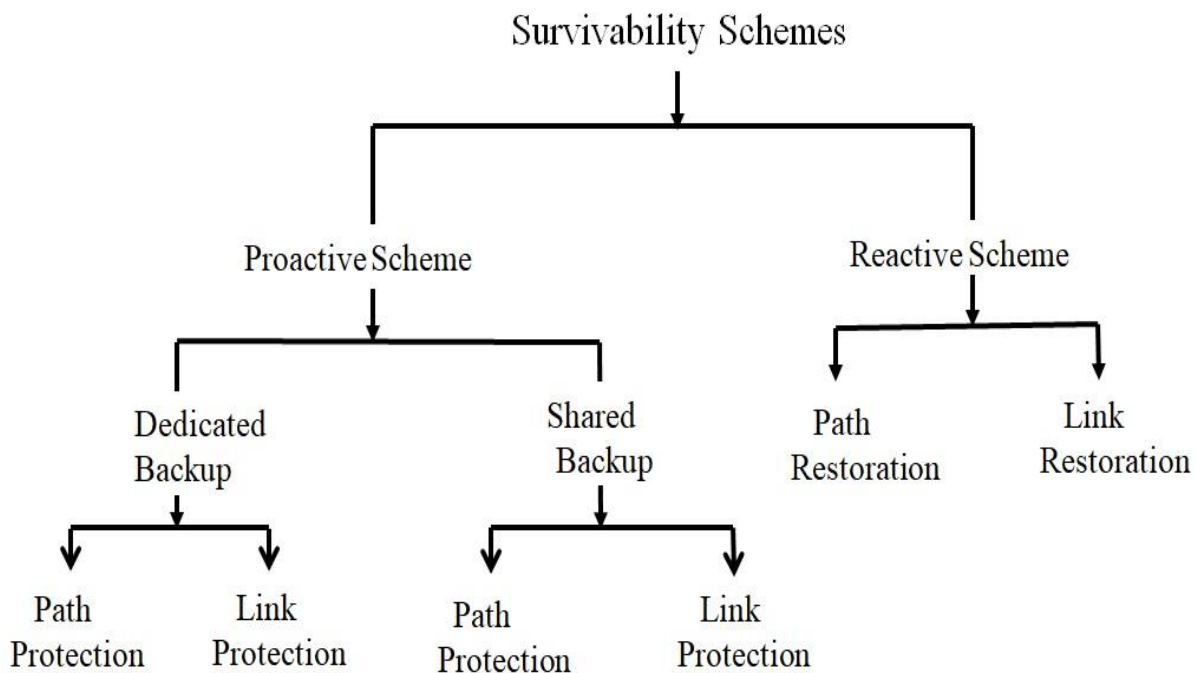 Survivability Schemes
Proactive Scheme
Reactive Scheme
Dedicated
Backup
Shared
Backup
Path
Restoration
Link
Restoration
Path
Protection
Link
Protection
Path
Protection
Link
Protection